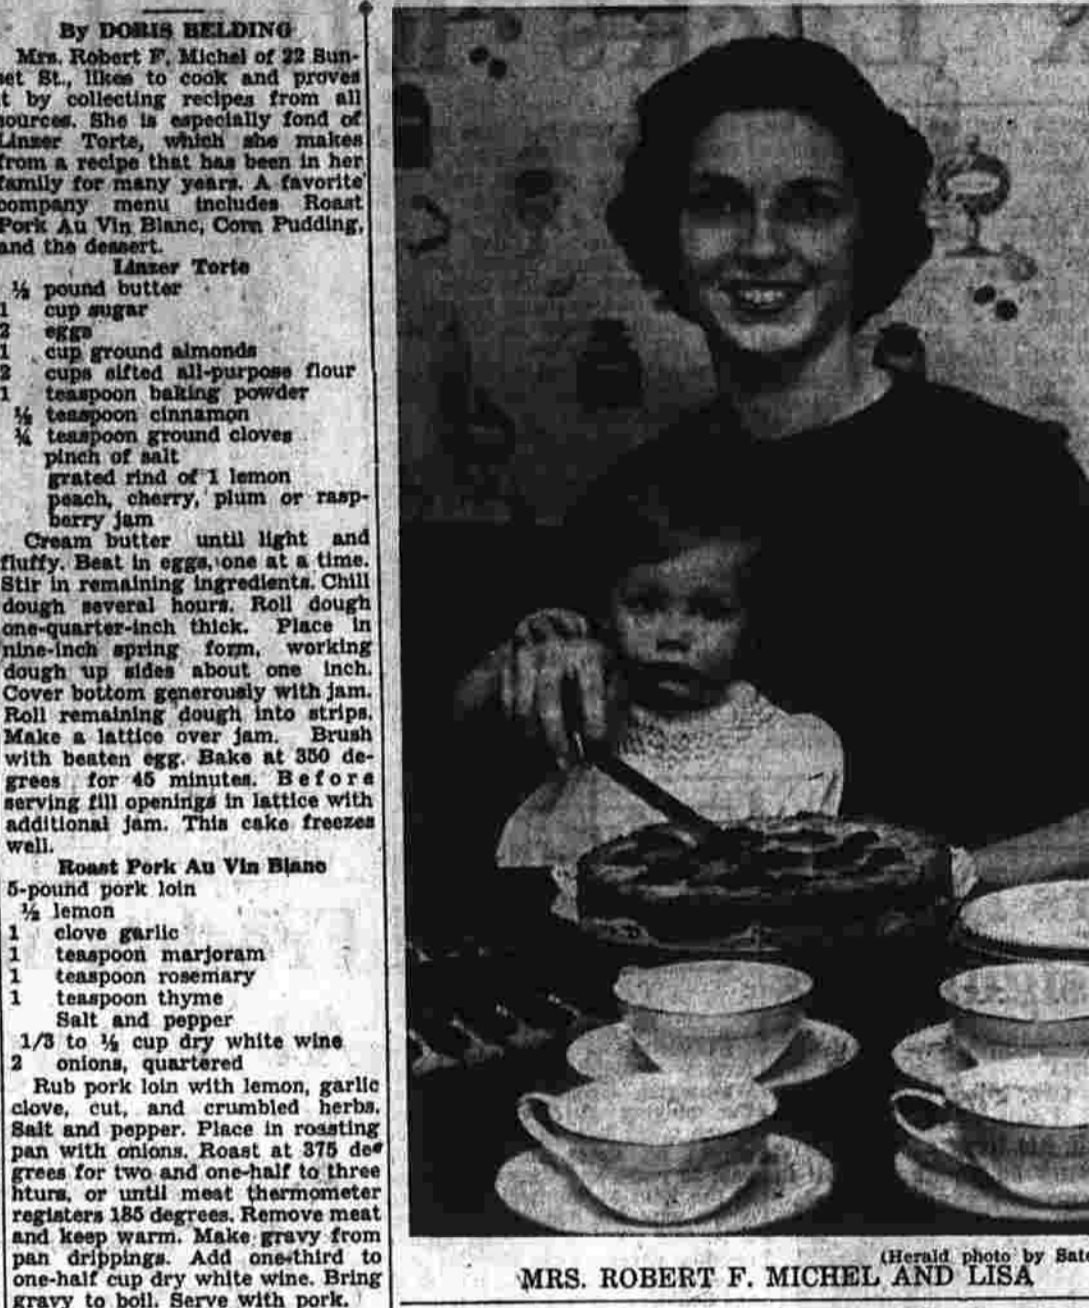 By DORIS BELDING
Mrs. Robert F. Michel of 22 Sun-
set St., likes to cook and proves
it by collecting recipes from all
sources. She is especially fond of
Linzer Torte, which she makes
from a recipe that has been in her
family for many years. A favorite
company menu includes Roast
Pork Au Vin Blanc, Corn Pudding,
and the dessert.
Linzer Torte
½ pound butter
1 cup sugar
2 eggs
1 cup ground almonds
2 cups sifted all-purpose flour
1 teaspoon baking powder
½ teaspoon cinnamon
¼ teaspoon ground cloves
pinch of salt
grated rind of 1 lemon
peach, cherry, plum or rasp-
berry jam
Cream butter until light and
fluffy. Beat in eggs, one at a time.
Stir in remaining ingredients. Chill
dough several hours. Roll dough
one-quarter-inch thick. Place in
nine-inch spring form, working
dough up sides about one inch.
Cover bottom generously with jam.
Roll remaining dough into strips.
Make a lattice over jam. Brush
with beaten egg. Bake at 350 de-
grees for 45 minutes. Before
serving fill openings in lattice with
additional jam. This cake freezes
well.
Roast Pork Au Vin Blanc
5-pound pork loin
½ lemon
1 clove garlic
1 teaspoon marjoram
1 teaspoon rosemary
1 teaspoon thyme
Salt and pepper
1/3 to ½ cup dry white wine
2 onions, quartered
Rub pork loin with lemon, garlic
clove, cut, and crumbled herbs.
Salt and pepper. Place in roasting
pan with onions. Roast at 375 de-
grees for two and one-half to three
hturs, or until meat thermometer
registers 185 degrees. Remove meat
and keep warm. Make gravy from
pan drippings. Add one-third to
one-half cup dry white wine. Bring
gravy to boil. Serve with pork.
(Herald photo by Sate
MRS. ROBERT F. MICHEL AND LISA